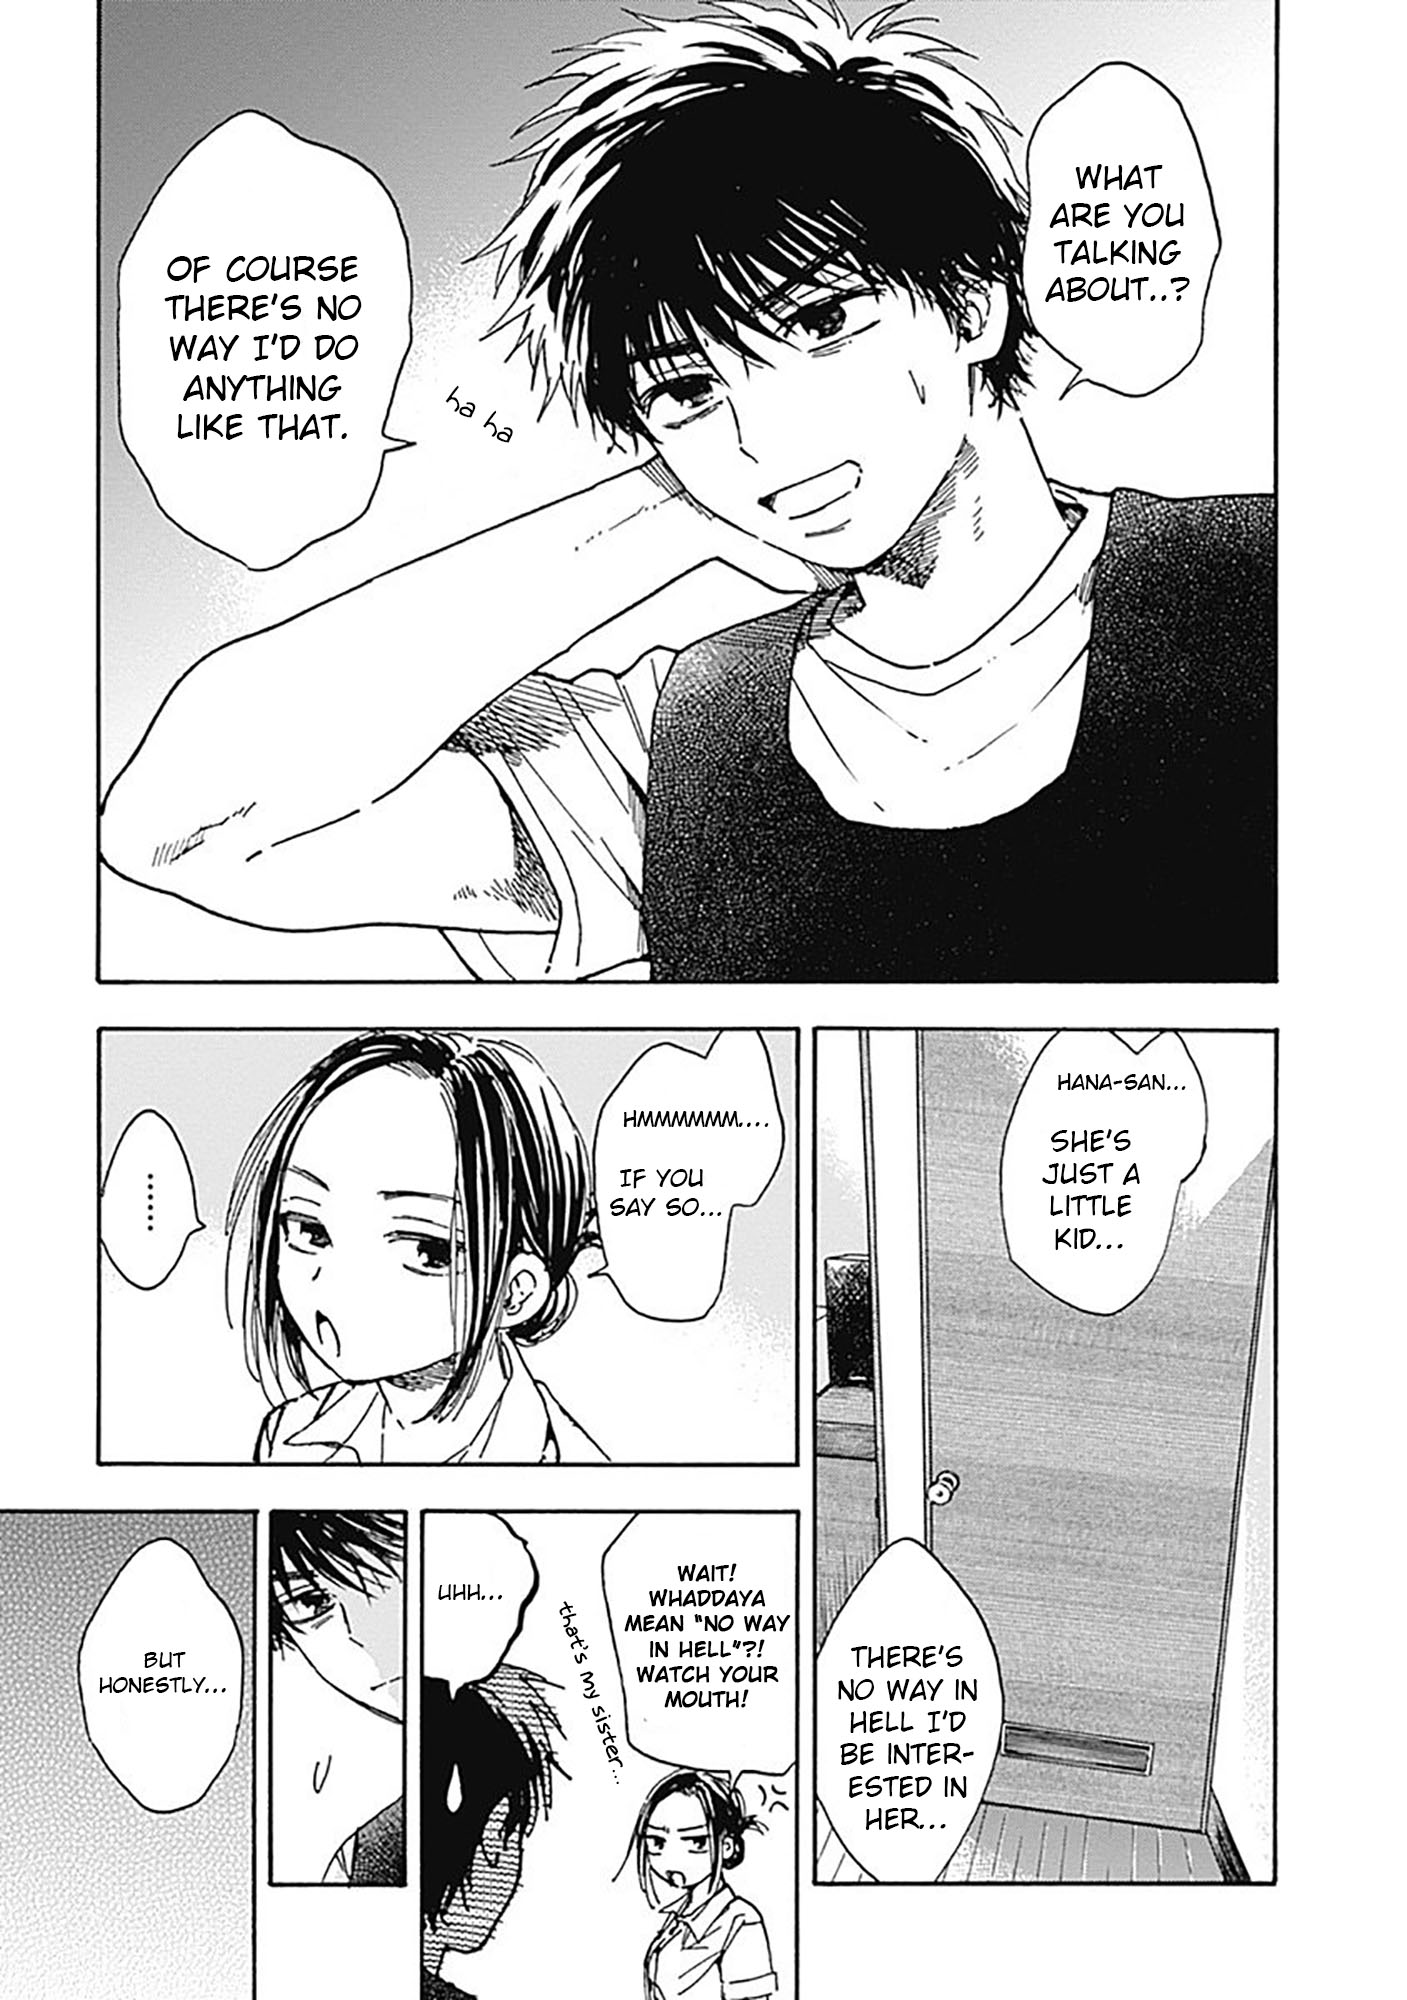 WHAT
ARE YOU
TALKING
ABOUT..?
OF COURSE
THERE'S NO
WAY I'D DO
ANYTHING
LIKE THAT.
ha ha
HANA-SAN...
SHE'S
JUST A
LITTLE
KID...
THERE'S
NO WAY IN
HELL I'D
BE INTER-
ESTED IN
HER...
HMMMMMM....
IF YOU
SAY SO...
......
WAIT!
WHADDAYA
MEAN "NO WAY
IN HELL"?!
WATCH YOUR
MOUTH!
that's my sister...
UHH...
BUT
HONESTLY...